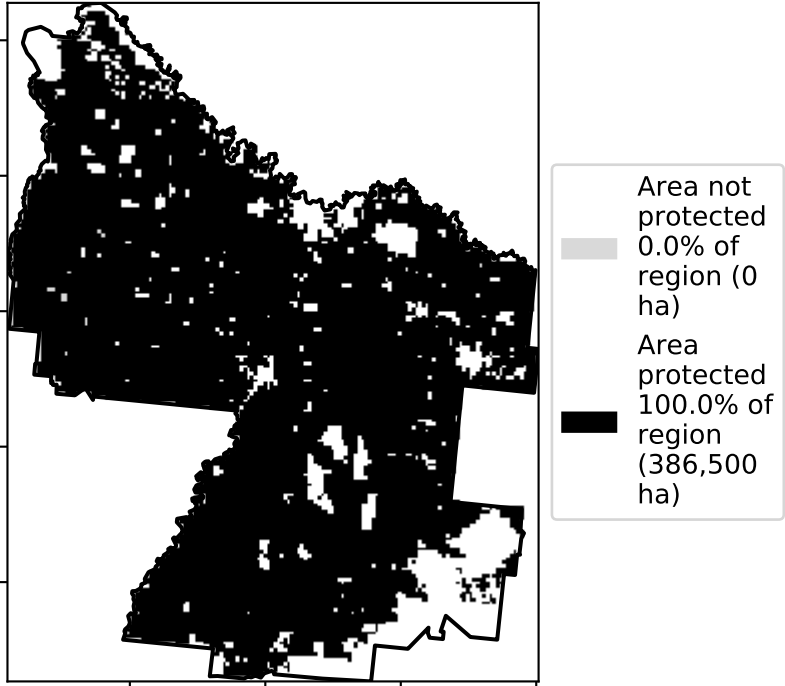 Area not
protected
0.0% of
region (0
ha)
Area
protected
100.0% of
region
(386,500
ha)